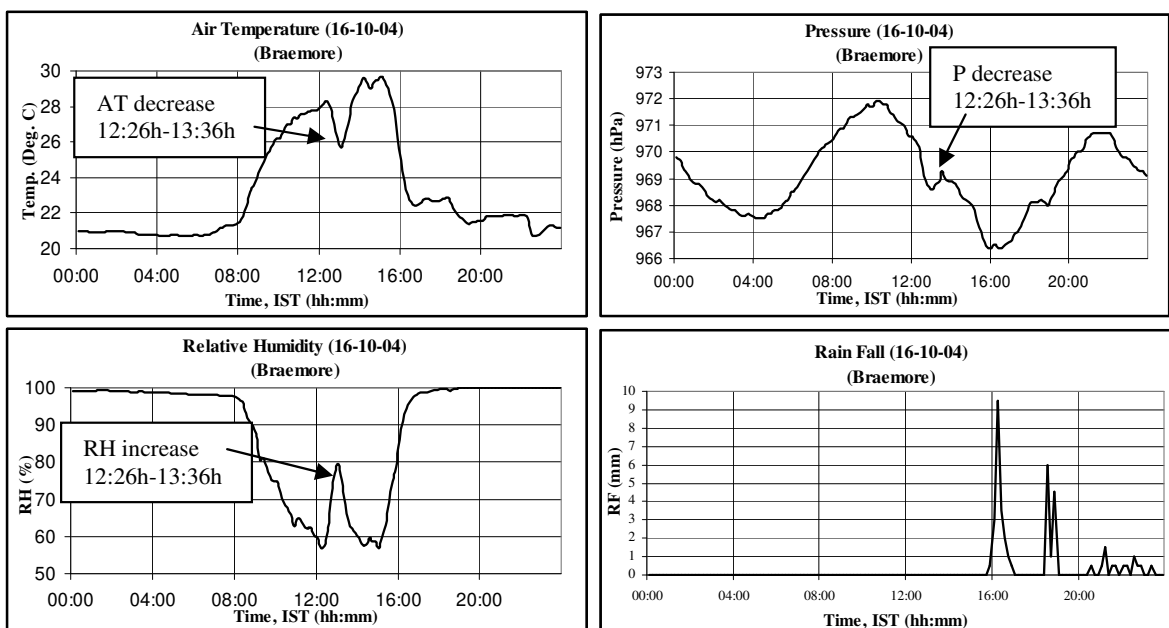 Air Temperature (16-10-04)
(Braemore)
Temp. (Deg. C)
30
28
26
24
22
20
AT decrease
12:26h-13:36h
00:00 04:00 08:00 12:00 16:00 20:00
Time, IST (hh:mm)
Pressure (16-10-04)
(Braemore)
Pressure (hPa)
973
972
971
970
969
968
967
966
P decrease
12:26h-13:36h
00:00 04:00 08:00 12:00 16:00 20:00
Time, IST (hh:mm)
Relative Humidity (16-10-04)
(Braemore)
RH (%)
100
90
80
70
60
50
RH increase
12:26h-13:36h
00:00 04:00 08:00 12:00 16:00 20:00
Time, IST (hh:mm)
Rain Fall (16-10-04)
(Braemore)
RF (mm)
10
9
8
7
6
5
4
3
2
1
0
00:00 04:00 08:00 12:00 16:00 20:00
Time, IST (hh:mm)